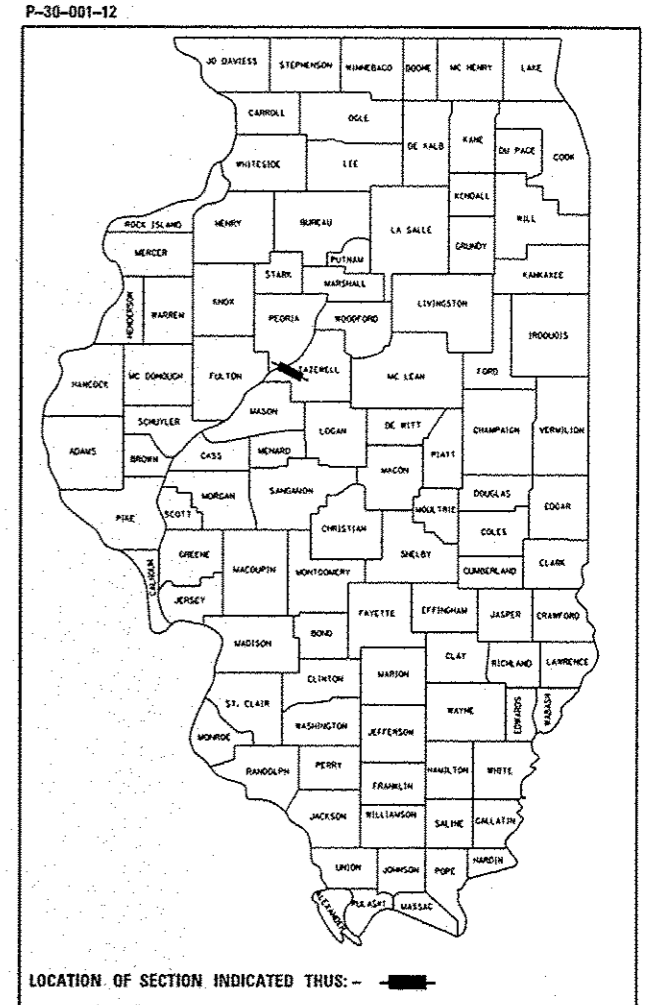 P-30-001-12
JO DAVIESS STEPHENSON WINNEBAGO BOONE MC HENRY LAKE
CARROLL OGLE DE KALB KANE DU PAGE COOK
WHITESIDE LEE KENDALL WILL
ROCK ISLAND HENRY BUREAU LA SALLE GRUNDY
MERCER PUTNAM KANKAKEE
HENDERSON WARREN KNOX STARK MARSHALL LIVINGSTON IROQUOIS
PEORIA WOODFORD
HANCOCK MC DONOUGH FULTON TAZEWELL MC LEAN FORD
MASON
SCHUYLER LOGAN DE WITT CHAMPAIGN VERMILION
ADAMS BROWN CASS MENARD PIATT
MACON
PIKE SCOTT MORGAN SANGAMON MOULTRIE DOUGLAS EDGAR
CHRISTIAN COLES
CALHOUN GREENE MACOUPIN MONTGOMERY SHELBY CUMBERLAND CLARK
JERSEY
FAYETTE EFFINGHAM JASPER CRAWFORD
MADISON BOND
CLAY RICHLAND LAWRENCE
CLINTON MARION
ST. CLAIR WAYNE EDWARDS WABASH
MONROE WASHINGTON JEFFERSON
RANDOLPH PERRY HAMILTON WHITE
FRANKLIN
JACKSON WILLIAMSON SALINE GALLATIN
UNION JOHNSON POPE HARDIN
ALEXANDER PULASKI MASSAC
LOCATION OF SECTION INDICATED THUS: -